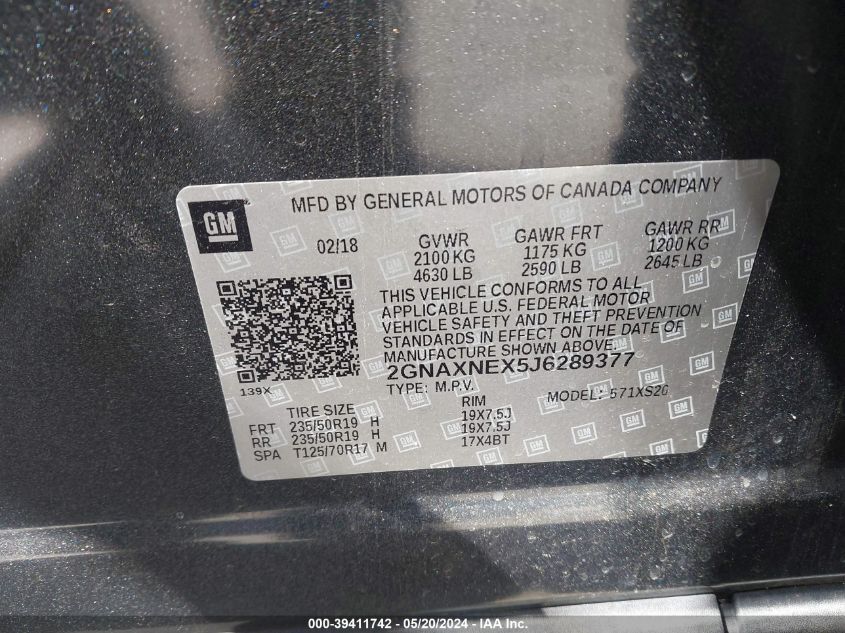 GM
MFD BY GENERAL MOTORS OF CANADA COMPANY
02/18 GVWR GAWR FRT GAWR RR
2100 KG 1175 KG 1200 KG
4630 LB 2590 LB 2645 LB
THIS VEHICLE CONFORMS TO ALL
APPLICABLE U.S. FEDERAL MOTOR
VEHICLE SAFETY AND THEFT PREVENTION
STANDARDS IN EFFECT ON THE DATE OF
MANUFACTURE SHOWN ABOVE.
2GNAXNEX5J6289377
139X TYPE: M.P.V. MODEL: 571XS26
TIRE SIZE RIM
FRT 235/50R19 H 19X7.5J
RR 235/50R19 H 19X7.5J
SPA T125/70R17 M 17X4BT
000-39411742 - 05/20/2024 - IAA Inc.